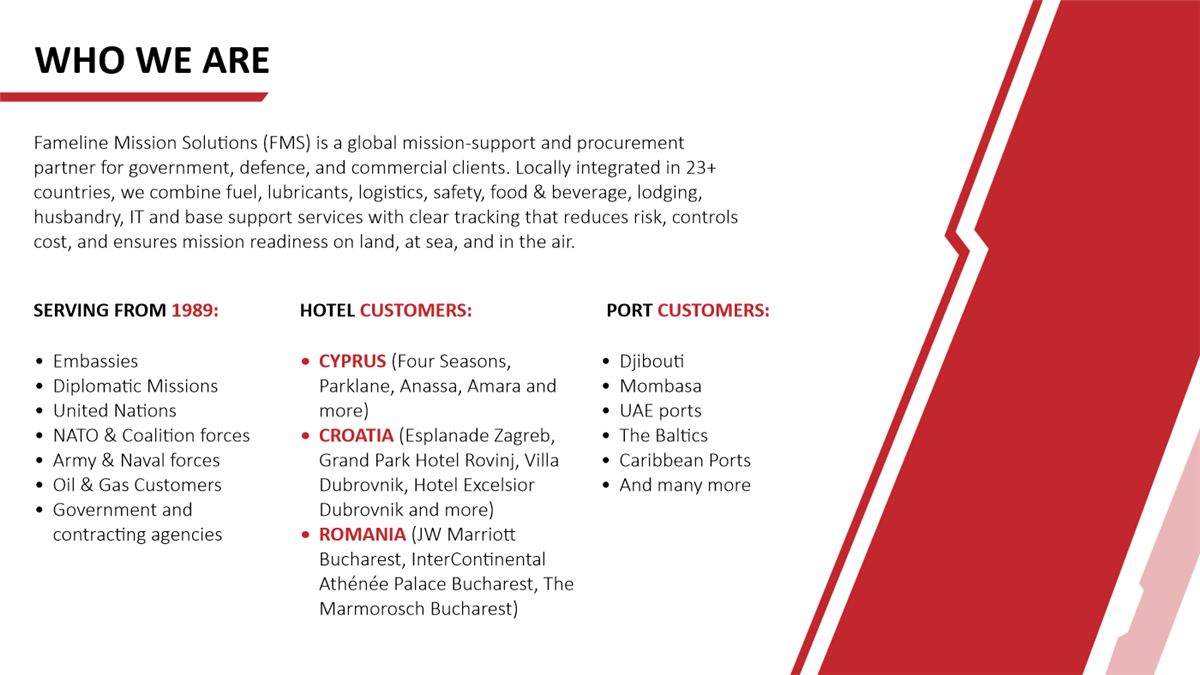 WHO WE ARE
Fameline Mission Solutions (FMS) is a global mission-support and procurement
partner for government, defence, and commercial clients. Locally integrated in 23+
countries, we combine fuel, lubricants, logistics, safety, food & beverage, lodging,
husbandry, IT and base support services with clear tracking that reduces risk, controls
cost, and ensures mission readiness on land, at sea, and in the air.
SERVING FROM 1989:
• Embassies
• Diplomatic Missions
• United Nations
• NATO & Coalition forces
• Army & Naval forces
• Oil & Gas Customers
• Government and
contracting agencies
HOTEL CUSTOMERS:
• CYPRUS (Four Seasons,
Parklane, Anassa, Amara and
more)
• CROATIA (Esplanade Zagreb,
Grand Park Hotel Rovinj, Villa
Dubrovnik, Hotel Excelsior
Dubrovnik and more)
• ROMANIA (JW Marriott
Bucharest, InterContinental
Athénée Palace Bucharest, The
Marmorosch Bucharest)
PORT CUSTOMERS:
• Djibouti
• Mombasa
• UAE ports
• The Baltics
• Caribbean Ports
• And many more